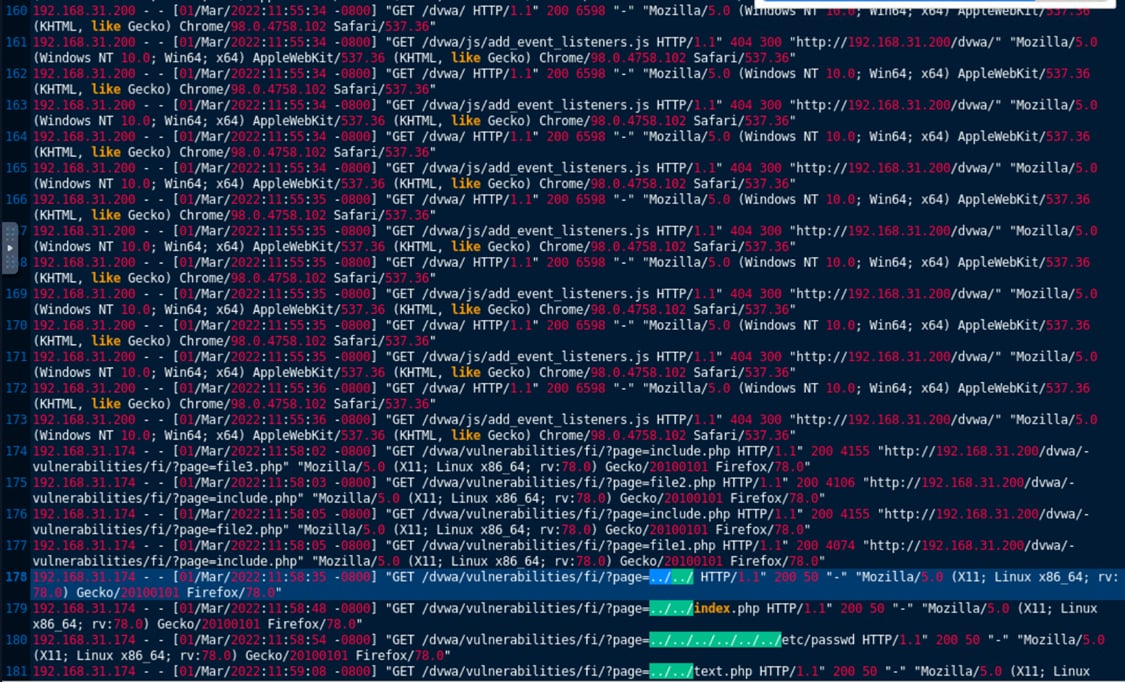 160 192.168.31.200 - - [01/Mar/2022:11:55:34 -0800] "GET /dvwa/ HTTP/1.1" 200 6598 "-" "Mozilla/5.0 (Windows NT 10.0; Win64; x64) AppleWebKit/537.36
(KHTML, like Gecko) Chrome/98.0.4758.102 Safari/537.36"
161 192.168.31.200 - - [01/Mar/2022:11:55:34 -0800] "GET /dvwa/js/add_event_listeners.js HTTP/1.1" 404 300 "http://192.168.31.200/dvwa/" "Mozilla/5.0
(Windows NT 10.0; Win64; x64) AppleWebKit/537.36 (KHTML, like Gecko) Chrome/98.0.4758.102 Safari/537.36"
162 192.168.31.200 - - [01/Mar/2022:11:55:34 -0800] "GET /dvwa/ HTTP/1.1" 200 6598 "-" "Mozilla/5.0 (Windows NT 10.0; Win64; x64) AppleWebKit/537.36
(KHTML, like Gecko) Chrome/98.0.4758.102 Safari/537.36"
163 192.168.31.200 - - [01/Mar/2022:11:55:34 -0800] "GET /dvwa/js/add_event_listeners.js HTTP/1.1" 404 300 "http://192.168.31.200/dvwa/" "Mozilla/5.0
(Windows NT 10.0; Win64; x64) AppleWebKit/537.36 (KHTML, like Gecko) Chrome/98.0.4758.102 Safari/537.36"
164 192.168.31.200 - - [01/Mar/2022:11:55:34 -0800] "GET /dvwa/ HTTP/1.1" 200 6598 "-" "Mozilla/5.0 (Windows NT 10.0; Win64; x64) AppleWebKit/537.36
(KHTML, like Gecko) Chrome/98.0.4758.102 Safari/537.36"
165 192.168.31.200 - - [01/Mar/2022:11:55:34 -0800] "GET /dvwa/js/add_event_listeners.js HTTP/1.1" 404 300 "http://192.168.31.200/dvwa/" "Mozilla/5.0
(Windows NT 10.0; Win64; x64) AppleWebKit/537.36 (KHTML, like Gecko) Chrome/98.0.4758.102 Safari/537.36"
166 192.168.31.200 - - [01/Mar/2022:11:55:35 -0800] "GET /dvwa/ HTTP/1.1" 200 6598 "-" "Mozilla/5.0 (Windows NT 10.0; Win64; x64) AppleWebKit/537.36
(KHTML, like Gecko) Chrome/98.0.4758.102 Safari/537.36"
7 192.168.31.200 - - [01/Mar/2022:11:55:35 -0800] "GET /dvwa/js/add_event_listeners.js HTTP/1.1" 404 300 "http://192.168.31.200/dvwa/" "Mozilla/5.0
(Windows NT 10.0; Win64; x64) AppleWebKit/537.36 (KHTML, like Gecko) Chrome/98.0.4758.102 Safari/537.36"
8 192.168.31.200 - - [01/Mar/2022:11:55:35 -0800] "GET /dvwa/ HTTP/1.1" 200 6598 "-" "Mozilla/5.0 (Windows NT 10.0; Win64; x64) AppleWebKit/537.36
(KHTML, like Gecko) Chrome/98.0.4758.102 Safari/537.36"
169 192.168.31.200 - - [01/Mar/2022:11:55:35 -0800] "GET /dvwa/js/add_event_listeners.js HTTP/1.1" 404 300 "http://192.168.31.200/dvwa/" "Mozilla/5.0
(Windows NT 10.0; Win64; x64) AppleWebKit/537.36 (KHTML, like Gecko) Chrome/98.0.4758.102 Safari/537.36"
170 192.168.31.200 - - [01/Mar/2022:11:55:35 -0800] "GET /dvwa/ HTTP/1.1" 200 6598 "-" "Mozilla/5.0 (Windows NT 10.0; Win64; x64) AppleWebKit/537.36
(KHTML, like Gecko) Chrome/98.0.4758.102 Safari/537.36"
171 192.168.31.200 - - [01/Mar/2022:11:55:35 -0800] "GET /dvwa/js/add_event_listeners.js HTTP/1.1" 404 300 "http://192.168.31.200/dvwa/" "Mozilla/5.0
(Windows NT 10.0; Win64; x64) AppleWebKit/537.36 (KHTML, like Gecko) Chrome/98.0.4758.102 Safari/537.36"
172 192.168.31.200 - - [01/Mar/2022:11:55:36 -0800] "GET /dvwa/ HTTP/1.1" 200 6598 "-" "Mozilla/5.0 (Windows NT 10.0; Win64; x64) AppleWebKit/537.36
(KHTML, like Gecko) Chrome/98.0.4758.102 Safari/537.36"
173 192.168.31.200 - - [01/Mar/2022:11:55:36 -0800] "GET /dvwa/js/add_event_listeners.js HTTP/1.1" 404 300 "http://192.168.31.200/dvwa/" "Mozilla/5.0
(Windows NT 10.0; Win64; x64) AppleWebKit/537.36 (KHTML, like Gecko) Chrome/98.0.4758.102 Safari/537.36"
174 192.168.31.174 - - [01/Mar/2022:11:58:02 -0800] "GET /dvwa/vulnerabilities/fi/?page=include.php HTTP/1.1" 200 4155 "http://192.168.31.200/dvwa/-
vulnerabilities/fi/?page=file3.php" "Mozilla/5.0 (X11; Linux x86_64; rv:78.0) Gecko/20100101 Firefox/78.0"
175 192.168.31.174 - - [01/Mar/2022:11:58:03 -0800] "GET /dvwa/vulnerabilities/fi/?page=file2.php HTTP/1.1" 200 4106 "http://192.168.31.200/dvwa/-
vulnerabilities/fi/?page=include.php" "Mozilla/5.0 (X11; Linux x86_64; rv:78.0) Gecko/20100101 Firefox/78.0"
176 192.168.31.174 - - [01/Mar/2022:11:58:05 -0800] "GET /dvwa/vulnerabilities/fi/?page=include.php HTTP/1.1" 200 4155 "http://192.168.31.200/dvwa/-
vulnerabilities/fi/?page=file2.php" "Mozilla/5.0 (X11; Linux x86_64; rv:78.0) Gecko/20100101 Firefox/78.0"
177 192.168.31.174 - - [01/Mar/2022:11:58:05 -0800] "GET /dvwa/vulnerabilities/fi/?page=file1.php HTTP/1.1" 200 4074 "http://192.168.31.200/dvwa/-
vulnerabilities/fi/?page=include.php" "Mozilla/5.0 (X11; Linux x86_64; rv:78.0) Gecko/20100101 Firefox/78.0"
178 192.168.31.174 - - [01/Mar/2022:11:58:35 -0800] "GET /dvwa/vulnerabilities/fi/?page=../../ HTTP/1.1" 200 50 "-" "Mozilla/5.0 (X11; Linux x86_64; rv:
78.0) Gecko/20100101 Firefox/78.0"
179 192.168.31.174 - - [01/Mar/2022:11:58:48 -0800] "GET /dvwa/vulnerabilities/fi/?page=../../index.php HTTP/1.1" 200 50 "-" "Mozilla/5.0 (X11; Linux
x86_64; rv:78.0) Gecko/20100101 Firefox/78.0"
180 192.168.31.174 - - [01/Mar/2022:11:58:54 -0800] "GET /dvwa/vulnerabilities/fi/?page=../../../../../../etc/passwd HTTP/1.1" 200 50 "-" "Mozilla/5.0
(X11; Linux x86_64; rv:78.0) Gecko/20100101 Firefox/78.0"
181 192.168.31.174 - - [01/Mar/2022:11:59:08 -0800] "GET /dvwa/vulnerabilities/fi/?page=../../text.php HTTP/1.1" 200 50 "-" "Mozilla/5.0 (X11; Linux